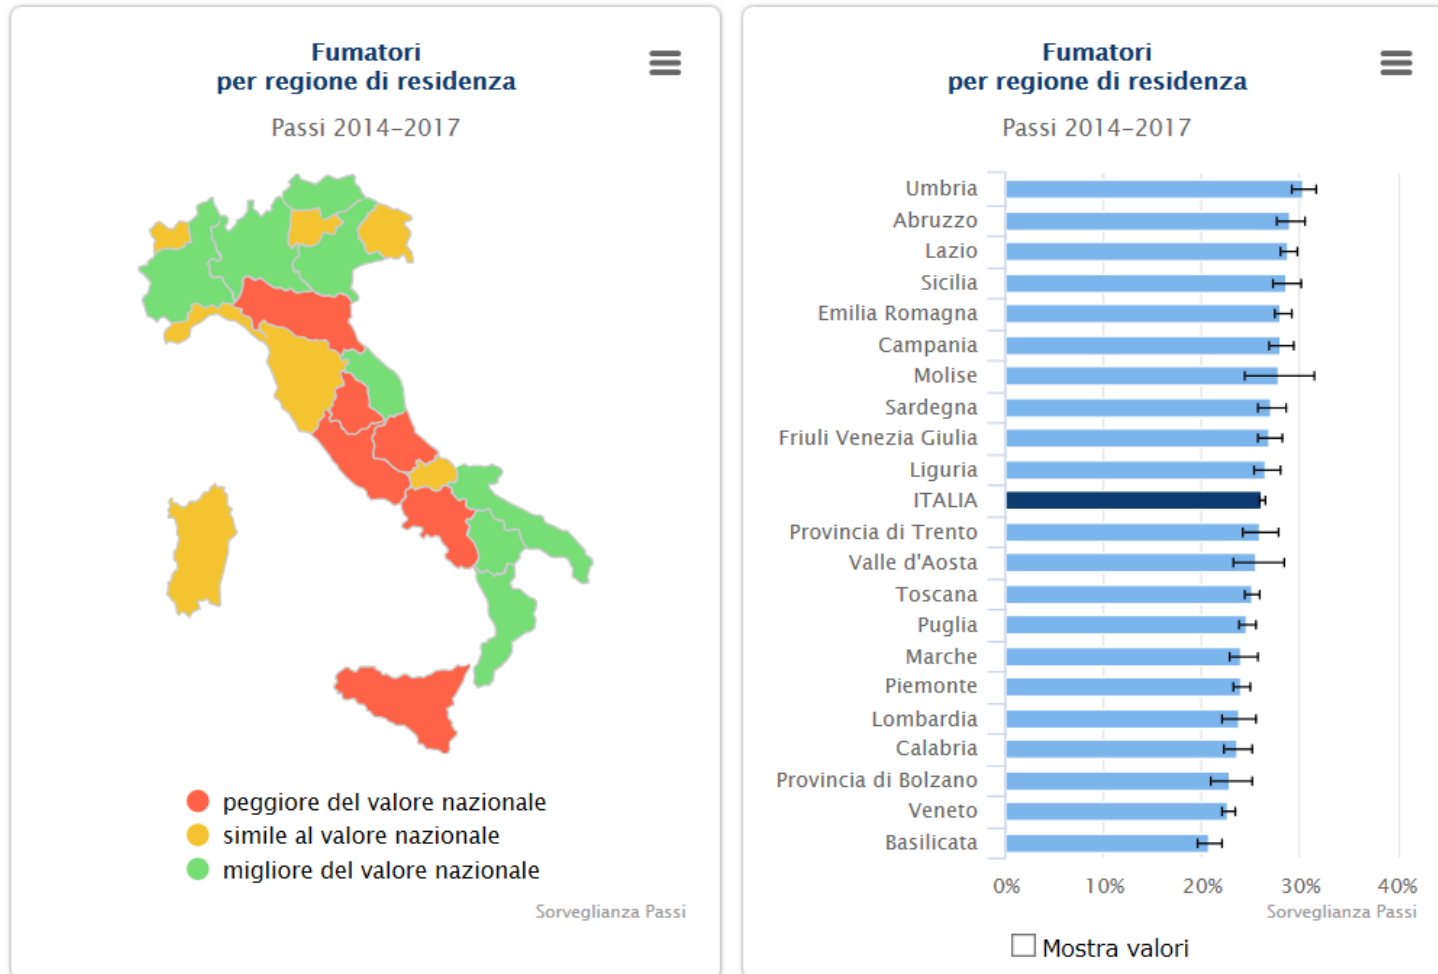 Fumatori
per regione di residenza
Passi 2014-2017
peggiore del valore nazionale
simile al valore nazionale
migliore del valore nazionale
Sorveglianza Passi
Fumatori
per regione di residenza
Passi 2014-2017
Umbria
Abruzzo
Lazio
Sicilia
Emilia Romagna
Campania
Molise
Sardegna
Friuli Venezia Giulia
Liguria
ITALIA
Provincia di Trento
Valle d'Aosta
Toscana
Puglia
Marche
Piemonte
Lombardia
Calabria
Provincia di Bolzano
Veneto
Basilicata
0% 10% 20% 30% 40%
Sorveglianza Passi
Mostra valori